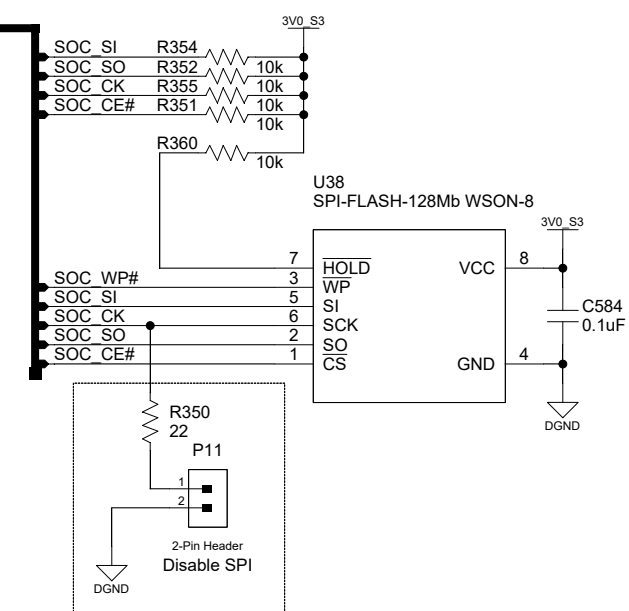 3V0_S3
SOC_SI R354
10k
SOC_SO R352
10k
SOC_CK R355
10k
SOC_CE# R351
10k
R360
10k
U38
SPI-FLASH-128Mb WSON-8
3V0_S3
7 HOLD VCC 8
SOC_WP# 3 WP
SOC_SI 5 SI
SOC_CK 6 SCK
SOC_SO 2 SO
SOC_CE# 1 CS GND 4
C584
0.1uF
DGND
R350
22
P11
1
2
2-Pin Header
Disable SPI
DGND